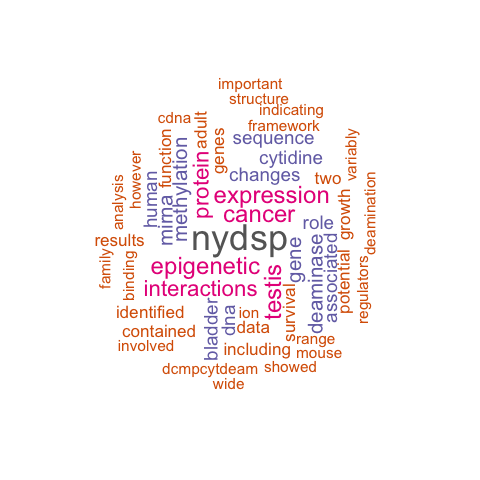 important
structure
indicating
cdna
framework
adult
genes
sequence
variably
function
however
methylation
protein
cytidine
changes
two
human
mirna
analysis
expression
growth
deamination
cancer
role
nydsp
results
gene
family
binding
epigenetic
deaminase
associated
potential
regulators
interactions
testis
survival
identified
bladder
dna
ion
data
contained
involved
including
range
mouse
dcmpcytdeam
showed
wide